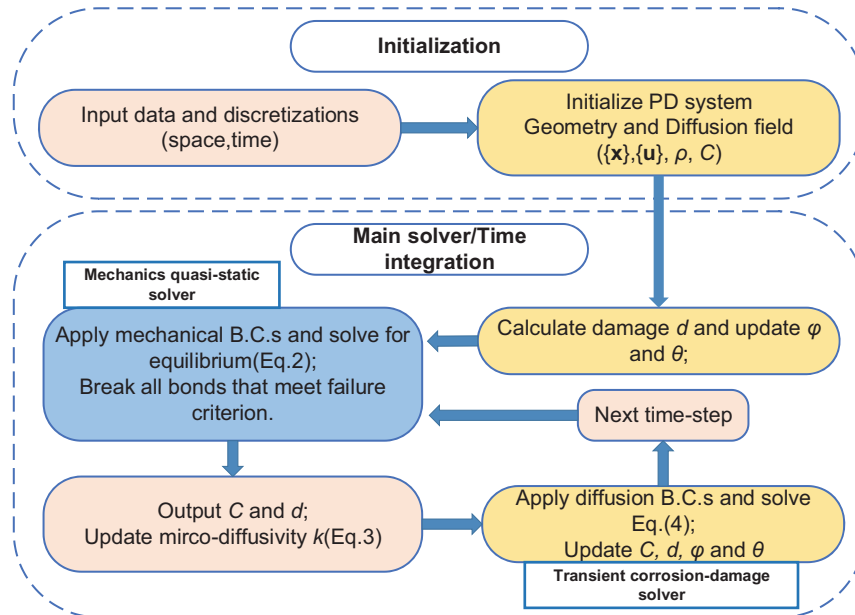 Initialization
Input data and discretizations
(space,time)
Initialize PD system
Geometry and Diffusion field
({x},{u}, ρ, C)
Main solver/Time
integration
Mechanics quasi-static
solver
Apply mechanical B.C.s and solve for
equilibrium(Eq.2);
Break all bonds that meet failure
criterion.
Calculate damage d and update φ
and θ;
Next time-step
Output C and d;
Update mirco-diffusivity k(Eq.3)
Apply diffusion B.C.s and solve
Eq.(4);
Update C, d, φ and θ
Transient corrosion-damage
solver